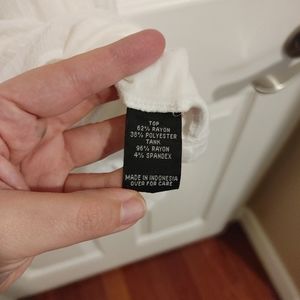 TOP
62% RAYON
38% POLYESTER
TANK
96% RAYON
4% SPANDEX
MADE IN INDONESIA
OVER FOR CARE